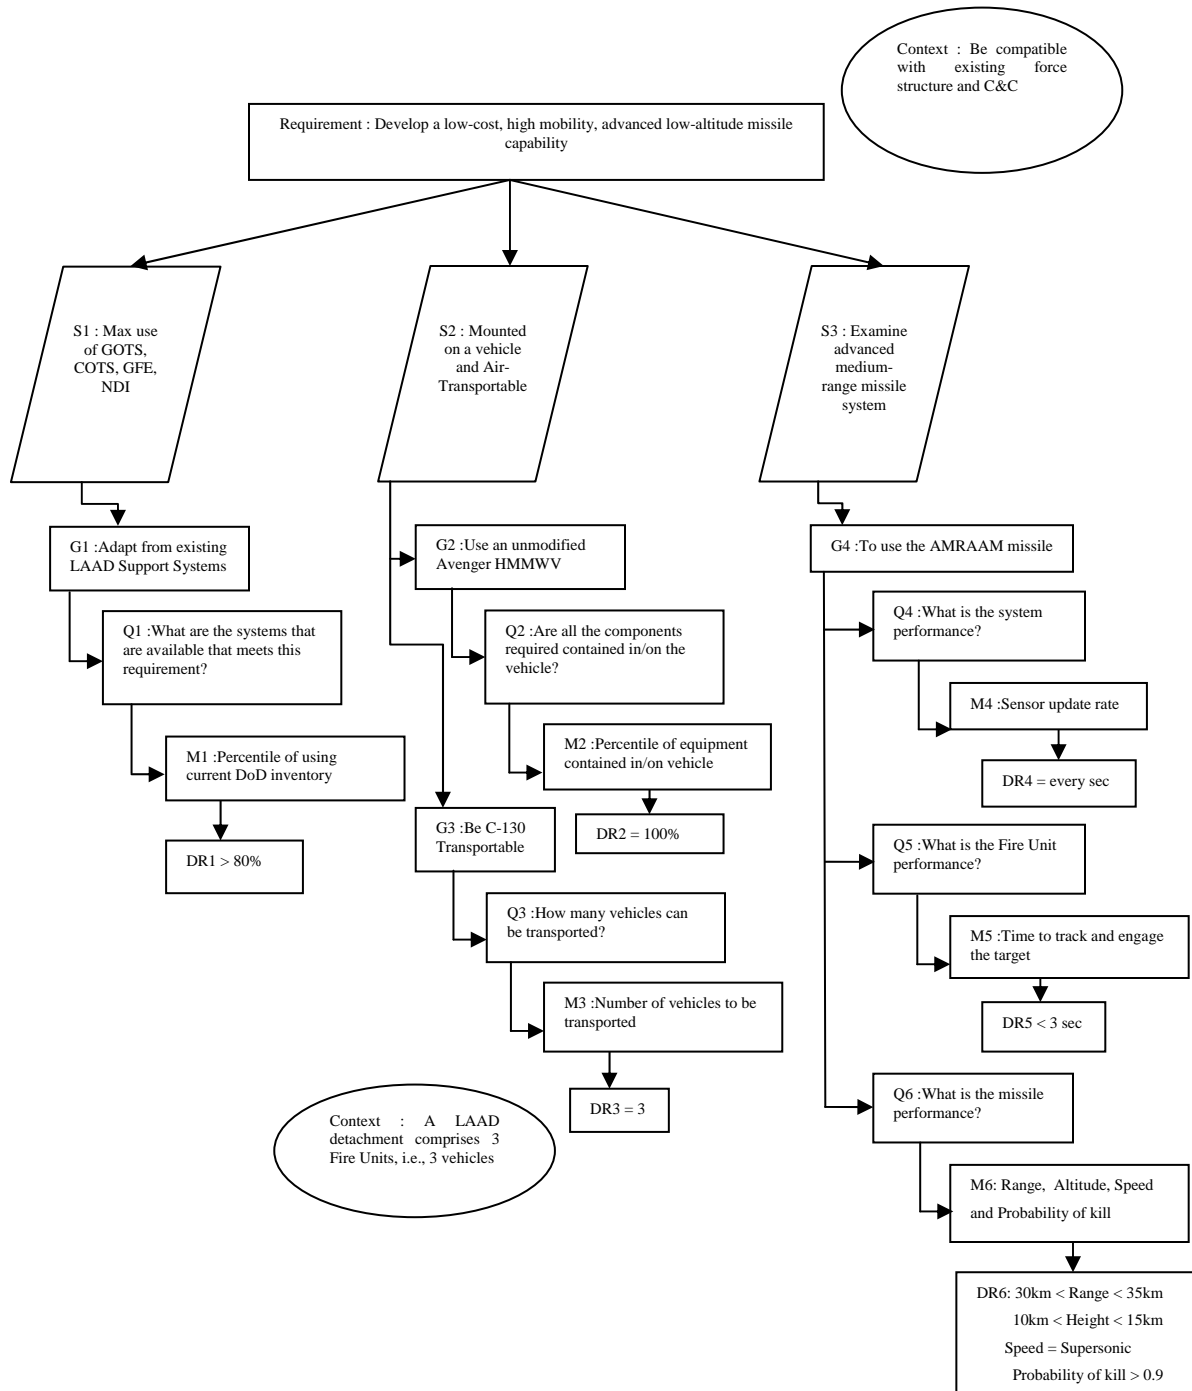 Context : Be compatible
with existing force
structure and C&C
Requirement : Develop a low-cost, high mobility, advanced low-altitude missile
capability
S1 : Max use
of GOTS,
COTS, GFE,
NDI
S2 : Mounted
on a vehicle
and Air-
Transportable
S3 : Examine
advanced
medium-
range missile
system
G1 :Adapt from existing
LAAD Support Systems
Q1 :What are the systems that
are available that meets this
requirement?
M1 :Percentile of using
current DoD inventory
DR1 > 80%
G2 :Use an unmodified
Avenger HMMWV
Q2 :Are all the components
required contained in/on the
vehicle?
M2 :Percentile of equipment
contained in/on vehicle
DR2 = 100%
G3 :Be C-130
Transportable
Q3 :How many vehicles can
be transported?
M3 :Number of vehicles to be
transported
DR3 = 3
Context : A LAAD
detachment comprises 3
Fire Units, i.e., 3 vehicles
G4 :To use the AMRAAM missile
Q4 :What is the system
performance?
M4 :Sensor update rate
DR4 = every sec
Q5 :What is the Fire Unit
performance?
M5 :Time to track and engage
the target
DR5 < 3 sec
Q6 :What is the missile
performance?
M6: Range, Altitude, Speed
and Probability of kill
DR6: 30km < Range < 35km
10km < Height < 15km
Speed = Supersonic
Probability of kill > 0.9